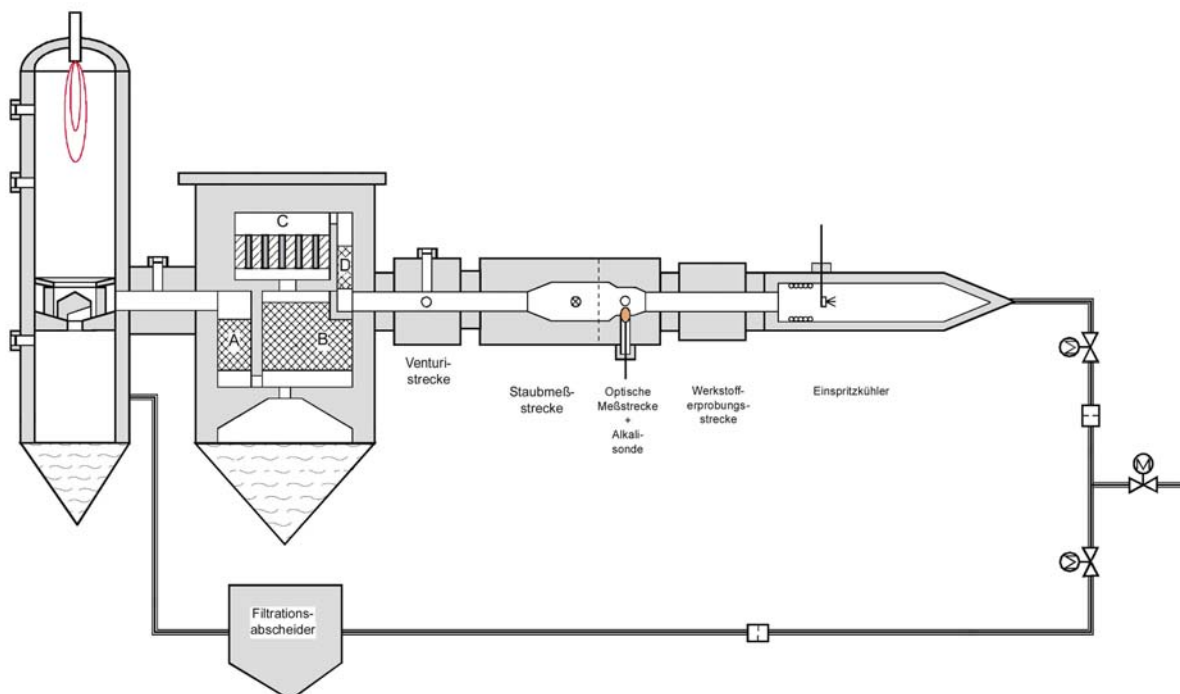 C
D
A
B
Venturi-
strecke
Staubmeß-
strecke
Optische
Meßstrecke
+
Alkali-
sonde
Werkstoff-
erprobungs-
strecke
Einspritzkühler
M
M
M
Filtrations-
abscheider